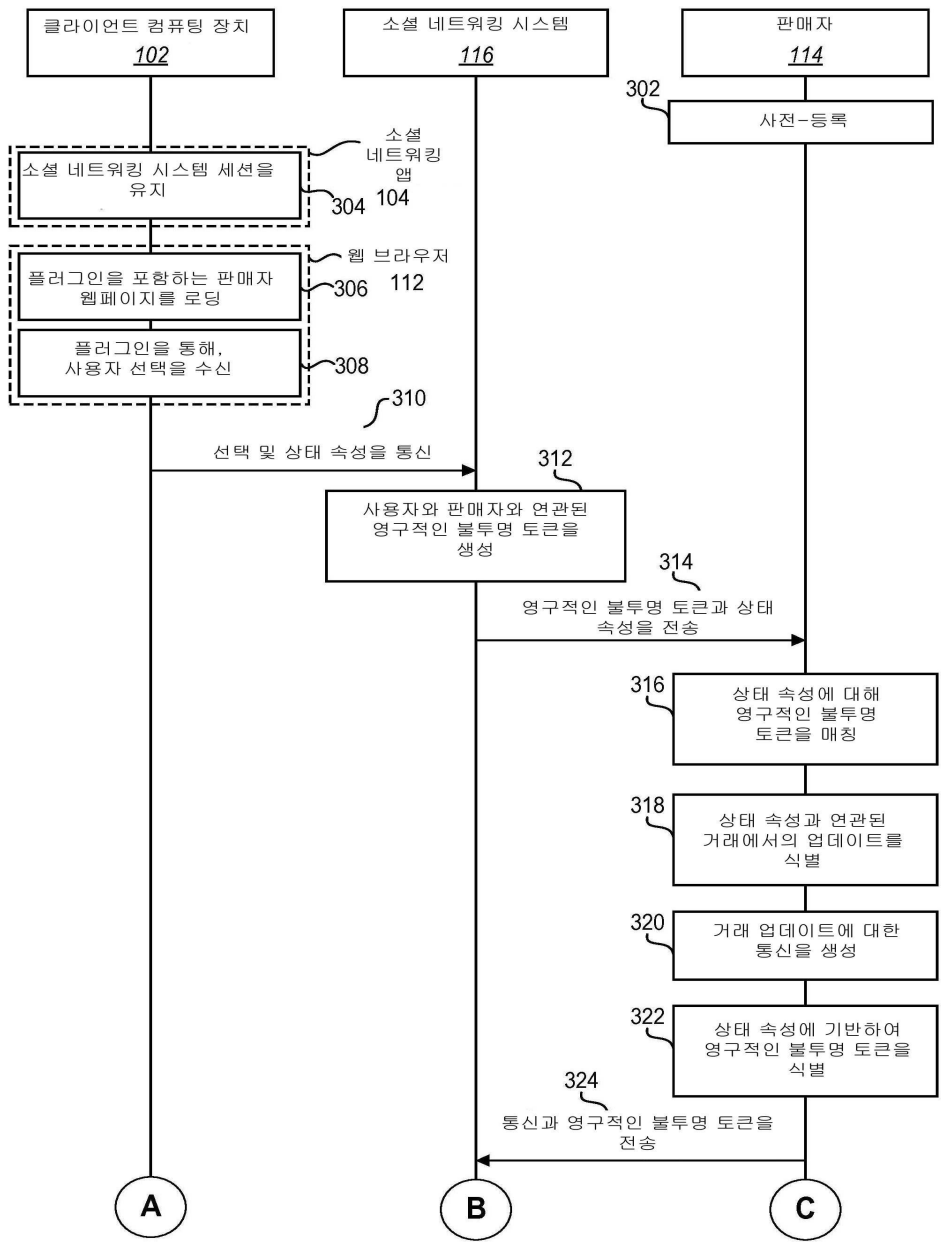 클라이언트 컴퓨팅 장치
102
소셜 네트워킹 시스템
116
판매자
114
302
사전-등록
소셜
네트워킹
앱
104
소셜 네트워킹 시스템 세션을
유지
304
웹 브라우저
112
플러그인을 포함하는 판매자
웹페이지를 로딩
306
플러그인을 통해,
사용자 선택을 수신
308
310
선택 및 상태 속성을 통신
312
사용자와 판매자와 연관된
영구적인 불투명 토큰을
생성
314
영구적인 불투명 토큰과 상태
속성을 전송
316
상태 속성에 대해
영구적인 불투명
토큰을 매칭
318
상태 속성과 연관된
거래에서의 업데이트를
식별
320
거래 업데이트에 대한
통신을 생성
322
상태 속성에 기반하여
영구적인 불투명 토큰을
식별
324
통신과 영구적인 불투명 토큰을
전송
A
B
C